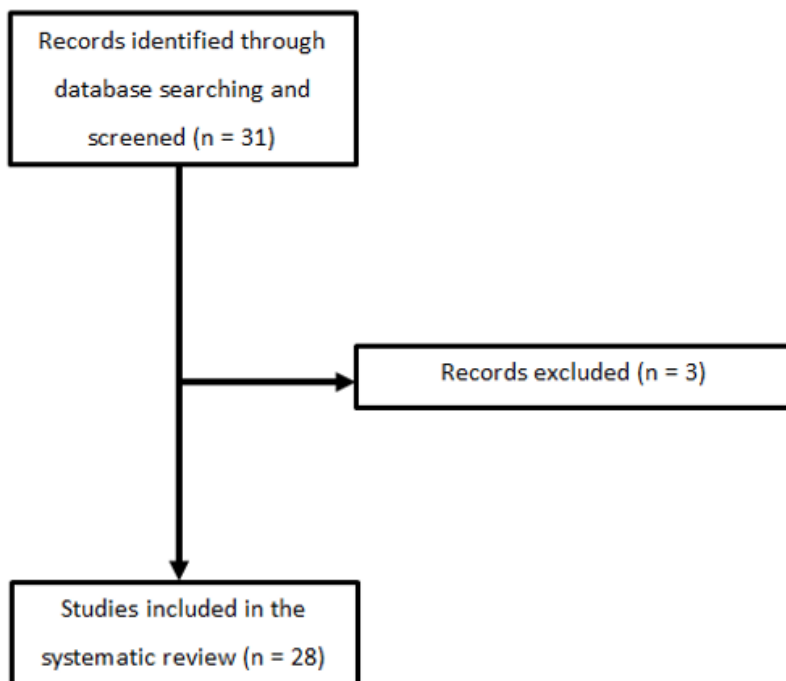 Records identified through
database searching and
screened (n = 31)
Records excluded (n = 3)
Studies included in the
systematic review (n = 28)